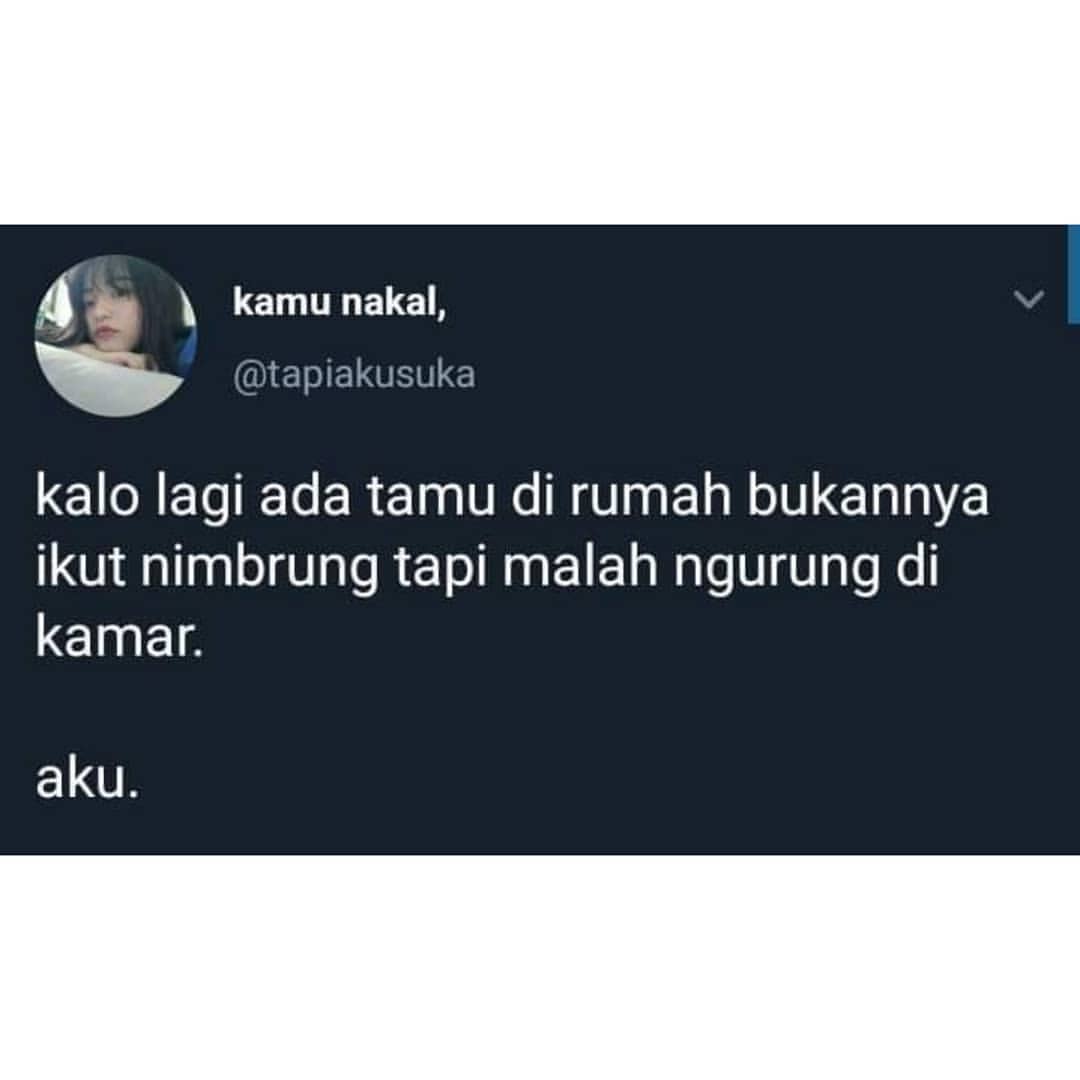 kamu nakal,
@tapiakusuka
kalo lagi ada tamu di rumah bukannya
ikut nimbrung tapi malah ngurung di
kamar.
aku.